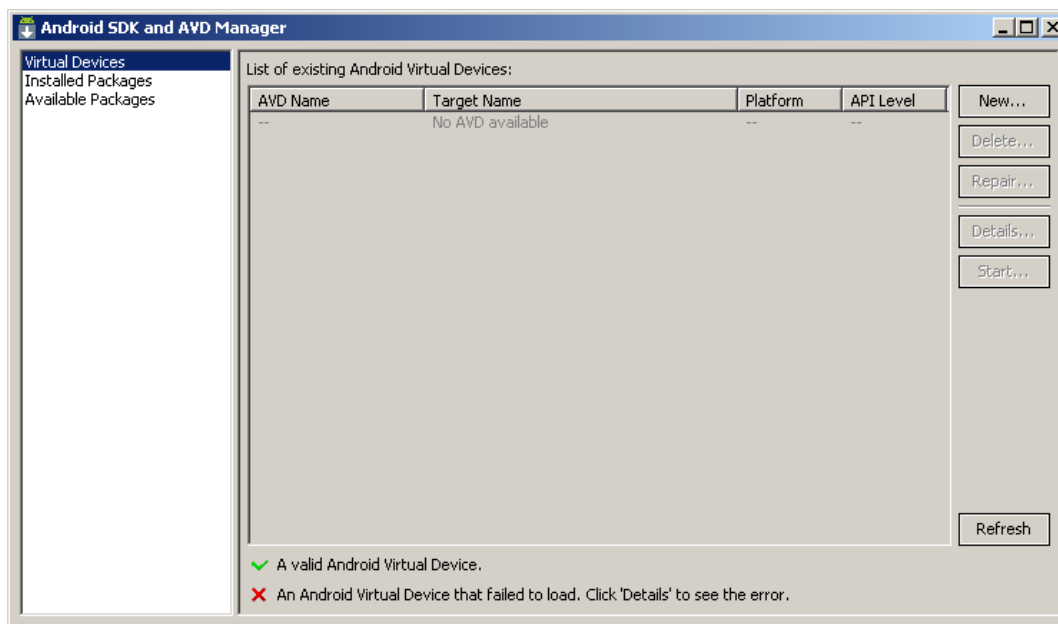 Android SDK and AVD Manager
Virtual Devices
Installed Packages
Available Packages
List of existing Android Virtual Devices:
AVD Name Target Name Platform API Level
-- No AVD available -- --
New...
Delete...
Repair...
Details...
Start...
Refresh
A valid Android Virtual Device.
An Android Virtual Device that failed to load. Click 'Details' to see the error.